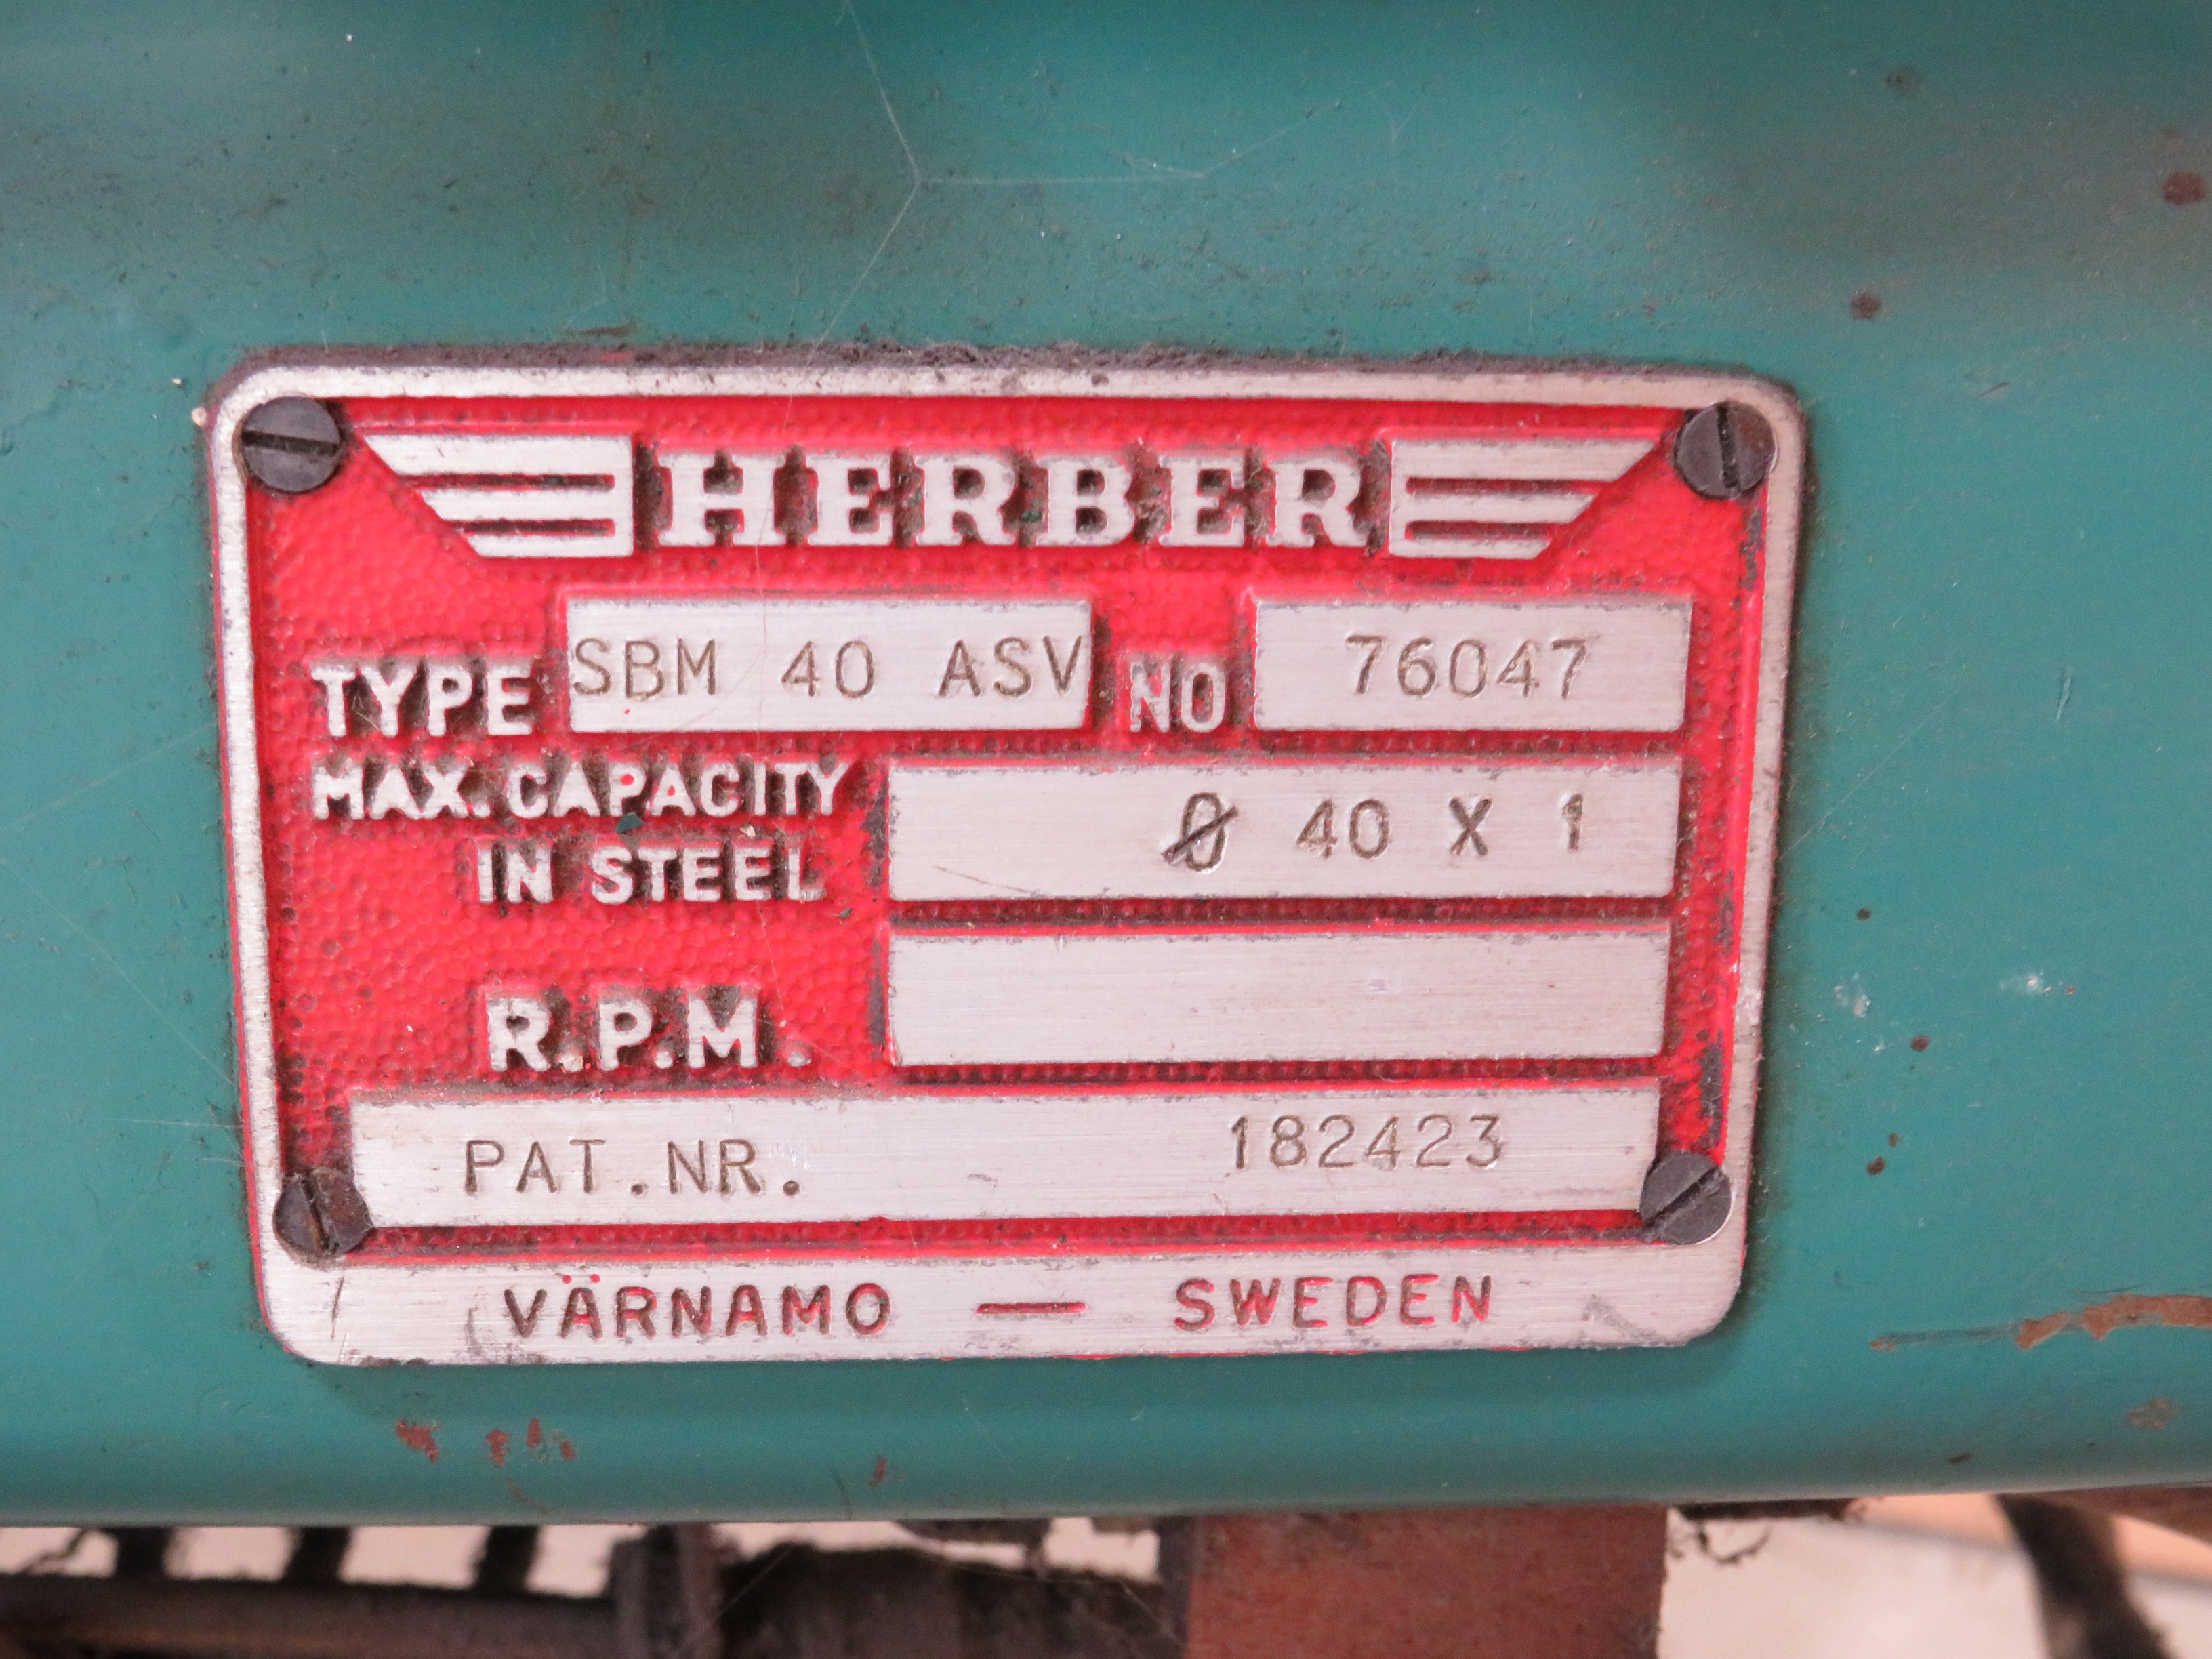 HERBER
TYPE SBM 40 ASV NO 76047
MAX. CAPACITY
IN STEEL Ø 40 X 1
R.P.M.
PAT.NR. 182423
VÄRNAMO — SWEDEN